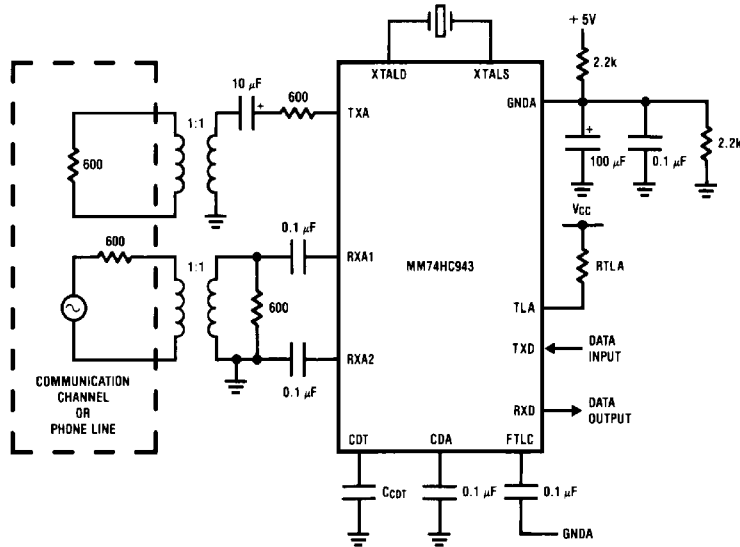 + 5V
2.2k
XTALD
XTALS
10 μF
+
600
TXA
GNDA
1:1
600
+
100 μF
0.1 μF
2.2k
VCC
0.1 μF
600
1:1
RXA1
MM74HC943
RTLA
600
TLA
TXD
DATA
INPUT
RXA2
0.1 μF
COMMUNICATION
CHANNEL
OR
PHONE LINE
RXD
DATA
OUTPUT
CDT
CDA
FTLC
CCDT
0.1 μF
0.1 μF
GNDA